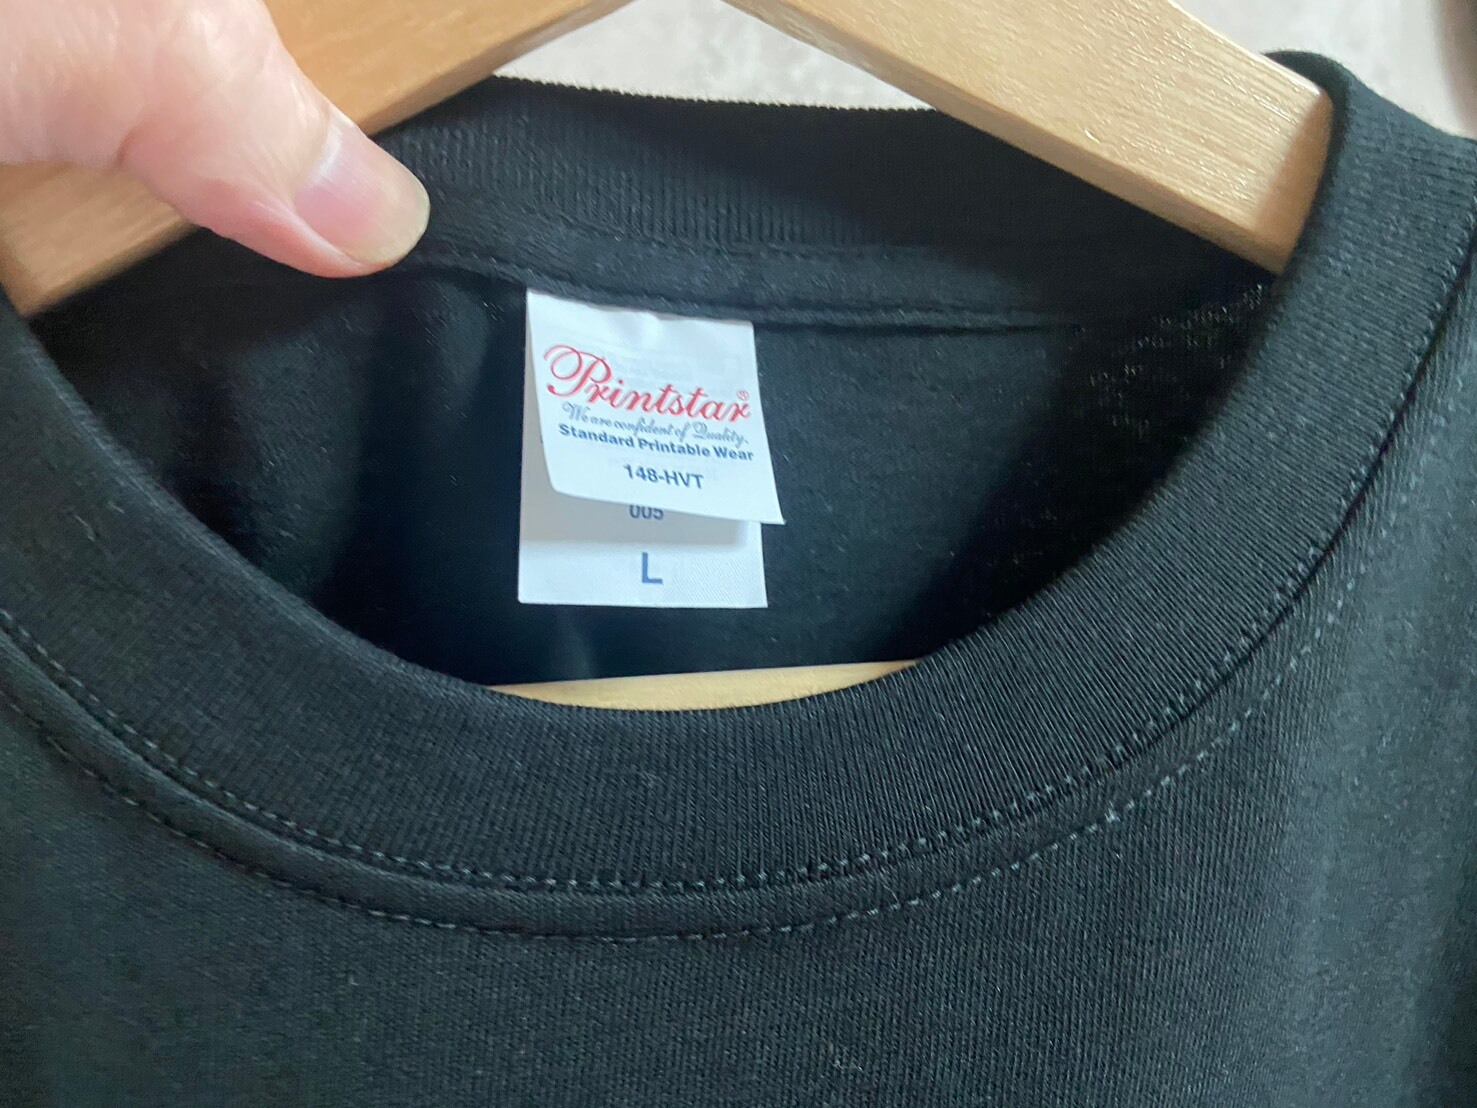 Printstar®
We are confident of Quality.
Standard Printable Wear
148-HVT
005
L